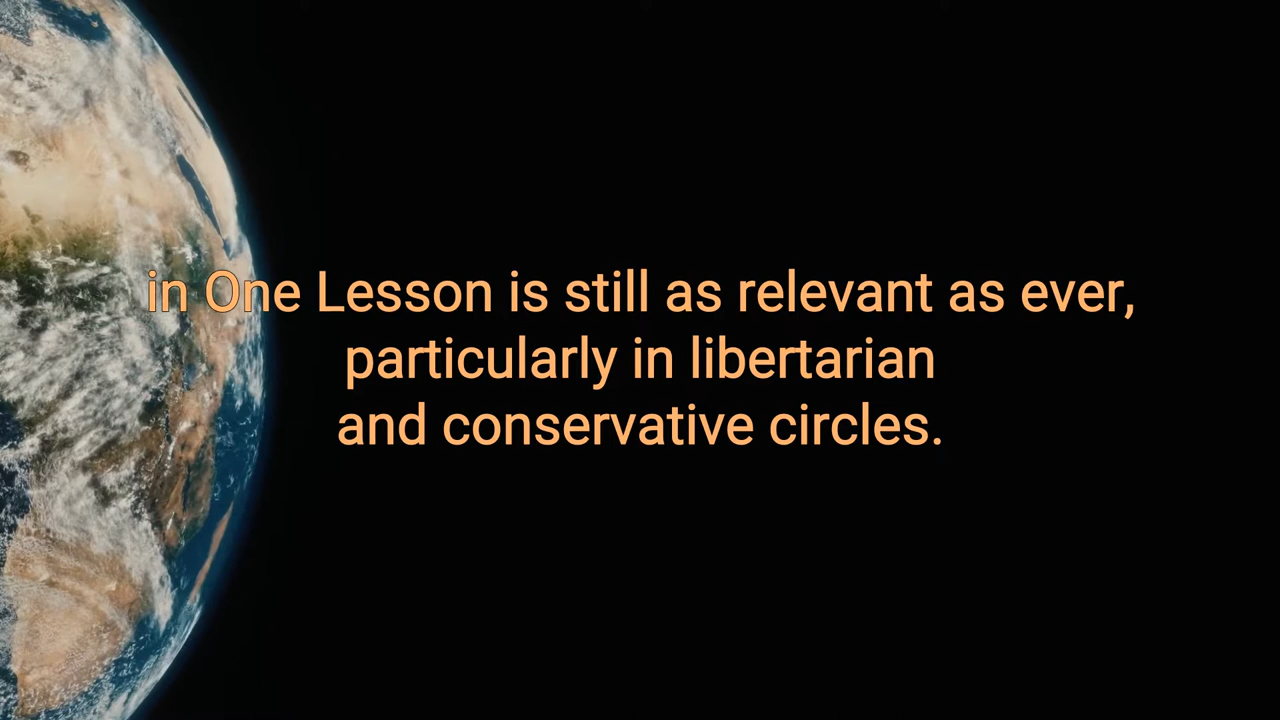 in One Lesson is still as relevant as ever,
particularly in libertarian
and conservative circles.